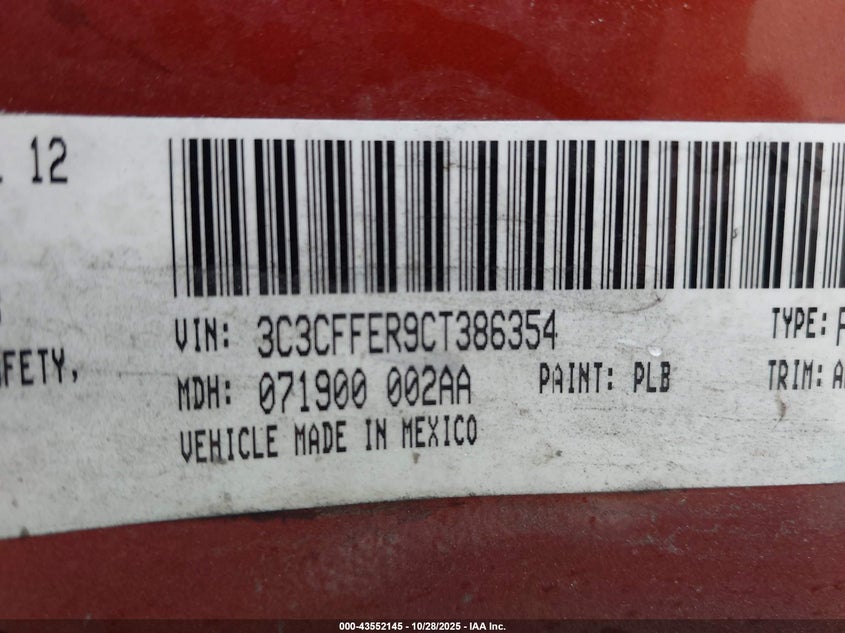 12
VIN: 3C3CFFER9CT386354
TYPE:
FETY,
MDH: 071900 002AA
PAINT: PLB
TRIM:
VEHICLE MADE IN MEXICO
000-43552145 - 10/28/2025 - IAA Inc.